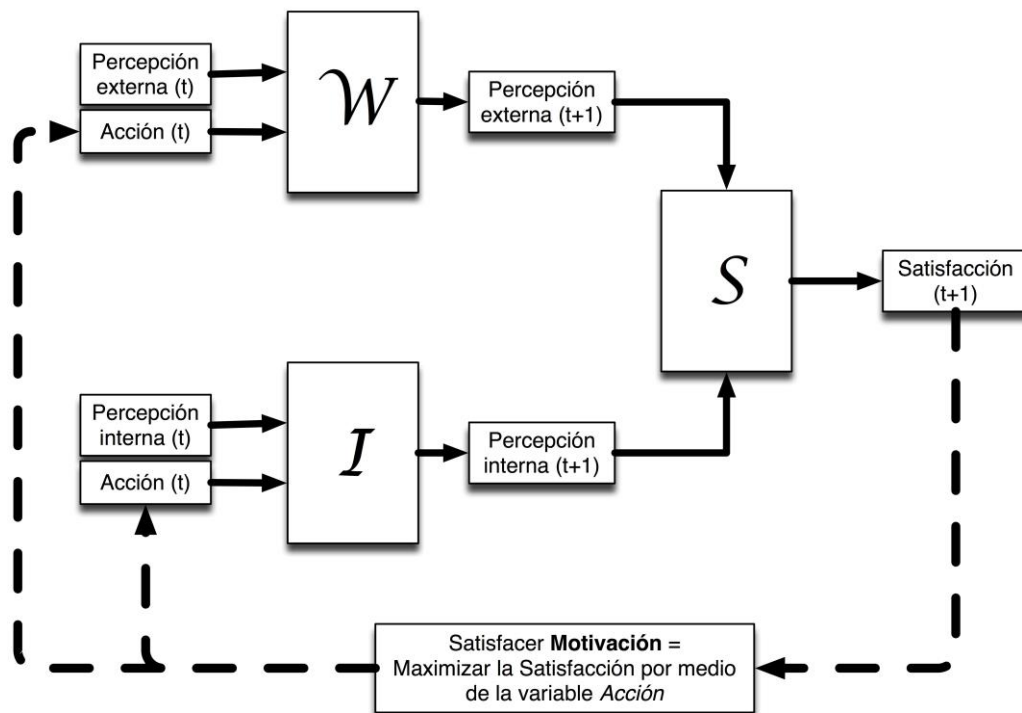 Percepción
externa (t)
Acción (t)
W
Percepción
externa (t+1)
S
Satisfacción
(t+1)
Percepción
interna (t)
Acción (t)
I
Percepción
interna (t+1)
Satisfacer Motivación =
Maximizar la Satisfacción por medio
de la variable Acción